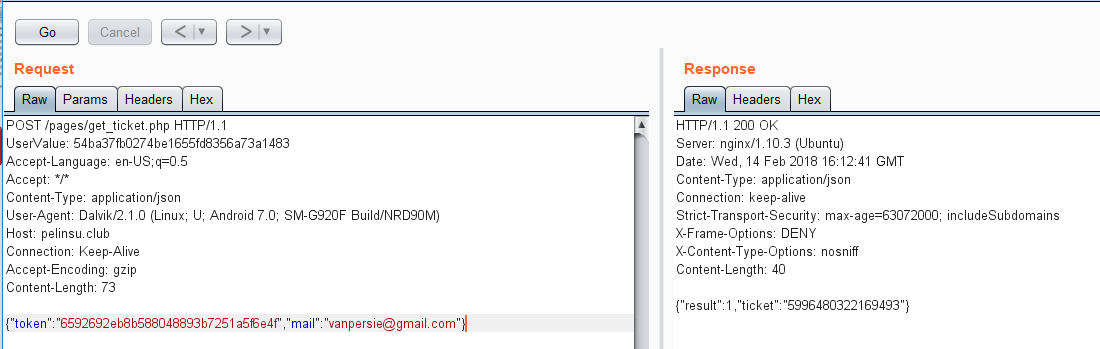 Go
Cancel
< | ▼
> | ▼
Request
Raw
Params
Headers
Hex
POST /pages/get_ticket.php HTTP/1.1
UserValue: 54ba37fb0274be1655fd8356a73a1483
Accept-Language: en-US;q=0.5
Accept: */*
Content-Type: application/json
User-Agent: Dalvik/2.1.0 (Linux; U; Android 7.0; SM-G920F Build/NRD90M)
Host: pelinsu.club
Connection: Keep-Alive
Accept-Encoding: gzip
Content-Length: 73
{"token":"6592692eb8b588048893b7251a5f6e4f","mail":"vanpersie@gmail.com"}
Response
Raw
Headers
Hex
HTTP/1.1 200 OK
Server: nginx/1.10.3 (Ubuntu)
Date: Wed, 14 Feb 2018 16:12:41 GMT
Content-Type: application/json
Connection: keep-alive
Strict-Transport-Security: max-age=63072000; includeSubdomains
X-Frame-Options: DENY
X-Content-Type-Options: nosniff
Content-Length: 40
{"result":1,"ticket":"5996480322169493"}